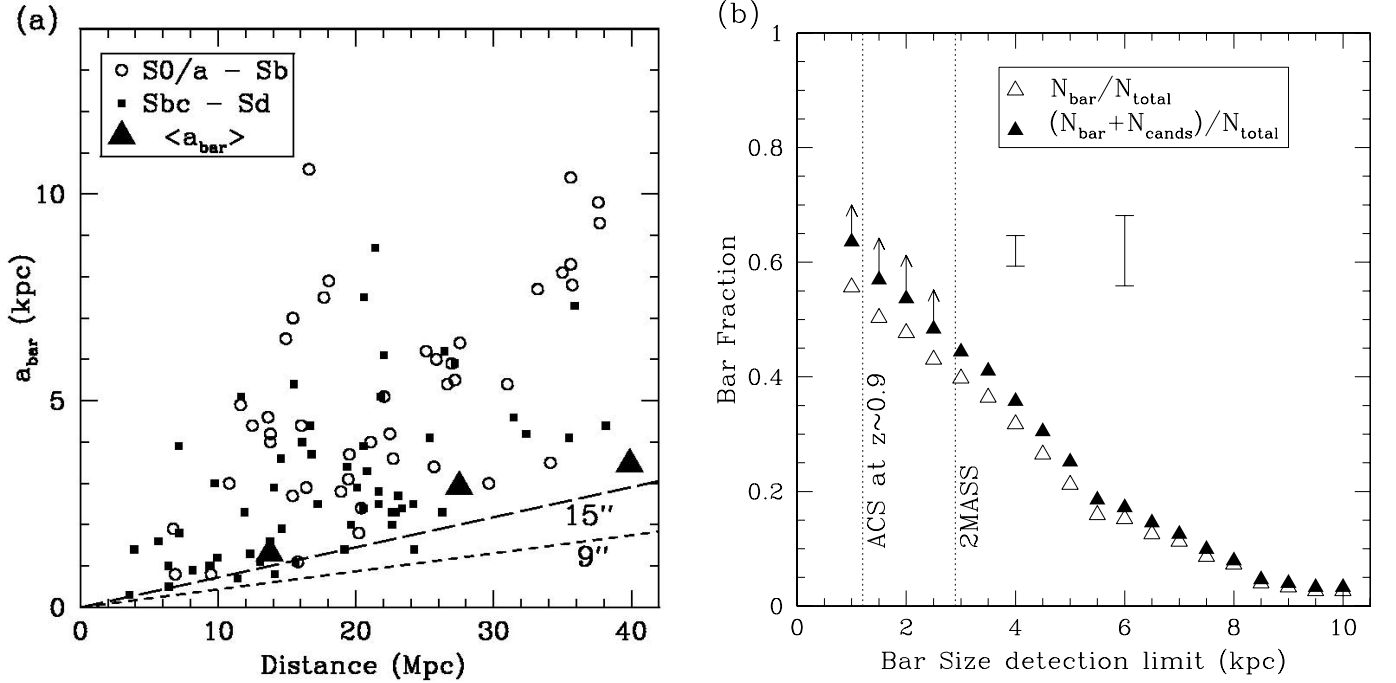 (a)
S0/a - Sb
Sbc - Sd
<a_bar>
15″
9″
10
5
0
a_bar (kpc)
0 10 20 30 40
Distance (Mpc)
(b)
N_bar/N_total
(N_bar+N_cands)/N_total
ACS at z~0.9
2MASS
1
0.8
0.6
0.4
0.2
0
Bar Fraction
0 2 4 6 8 10
Bar Size detection limit (kpc)